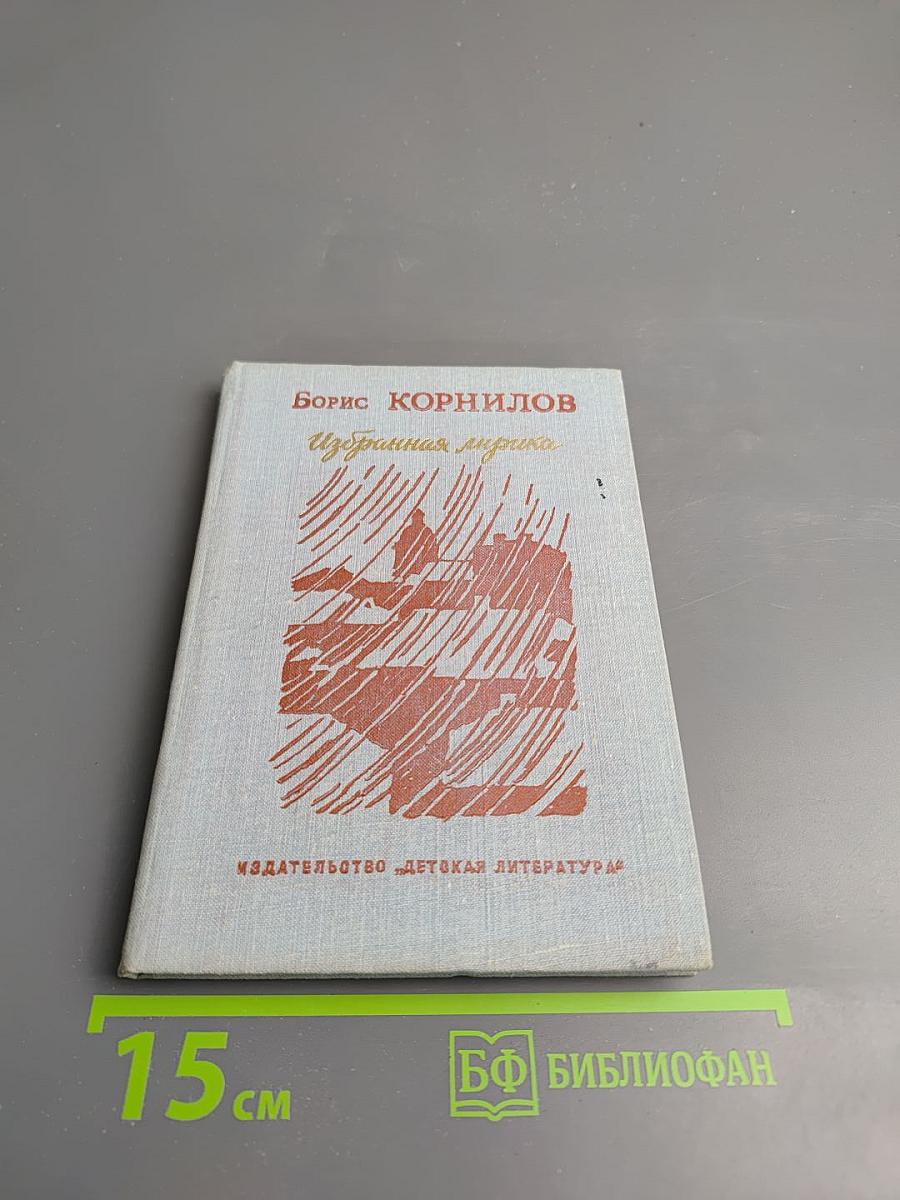 Борис КОРНИЛОВ
Избранная лирика
ИЗДАТЕЛЬСТВО „ДЕТСКАЯ ЛИТЕРАТУРА“
15 см
БФ БИБЛИОФАН